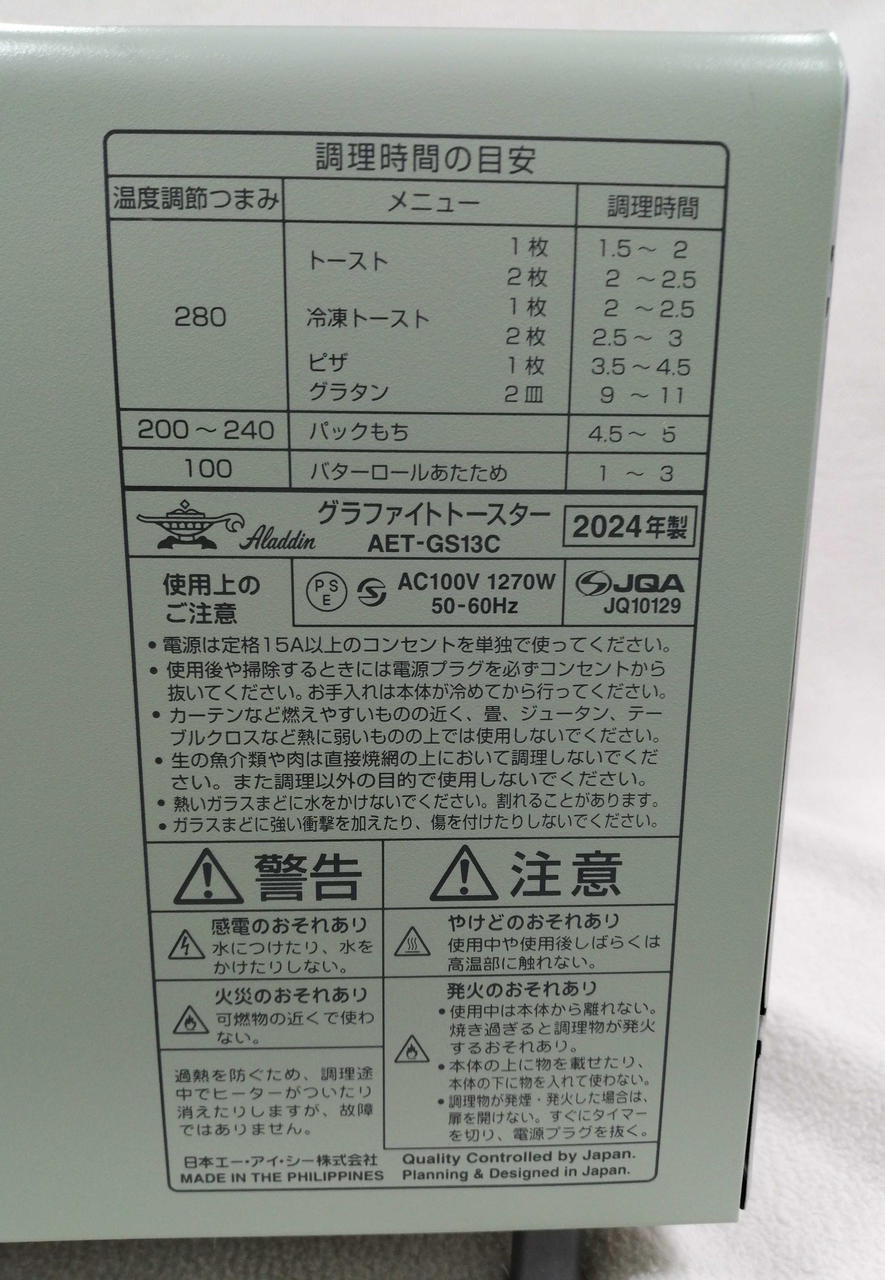 調理時間の目安
温度調節つまみ メニュー 調理時間
280 トースト 1枚 1.5～ 2
2枚 2 ～2.5
冷凍トースト 1枚 2 ～2.5
2枚 2.5～ 3
ピザ 1枚 3.5～4.5
グラタン 2皿 9 ～ 11
200～240 パックもち 4.5～ 5
100 バターロールあたため 1 ～ 3
Aladdin グラファイトトースター
AET-GS13C
2024年製
使用上の
ご注意
PS
E
AC100V 1270W
50-60Hz
JQA
JQ10129
•電源は定格15A以上のコンセントを単独で使ってください。
•使用後や掃除するときには電源プラグを必ずコンセントから
抜いてください。お手入れは本体が冷めてから行ってください。
•カーテンなど燃えやすいものの近く、畳、ジュータン、テー
ブルクロスなど熱に弱いものの上では使用しないでください。
•生の魚介類や肉は直接焼網の上において調理しないでくだ
さい。また調理以外の目的で使用しないでください。
•熱いガラスまどに水をかけないでください。割れることがあります。
•ガラスまどに強い衝撃を加えたり、傷を付けたりしないでください。
警告
感電のおそれあり
水につけたり、水を
かけたりしない。
火災のおそれあり
可燃物の近くで使わ
ない。
過熱を防ぐため、調理途
中でヒーターがついたり
消えたりしますが、故障
ではありません。
注意
やけどのおそれあり
使用中や使用後しばらくは
高温部に触れない。
発火のおそれあり
•使用中は本体から離れない。
焼き過ぎると調理物が発火
するおそれあり。
•本体の上に物を載せたり、
本体の下に物を入れて使わない。
•調理物が発煙・発火した場合は、
扉を開けない。すぐにタイマー
を切り、電源プラグを抜く。
日本エー・アイ・シー株式会社
MADE IN THE PHILIPPINES
Quality Controlled by Japan.
Planning & Designed in Japan.